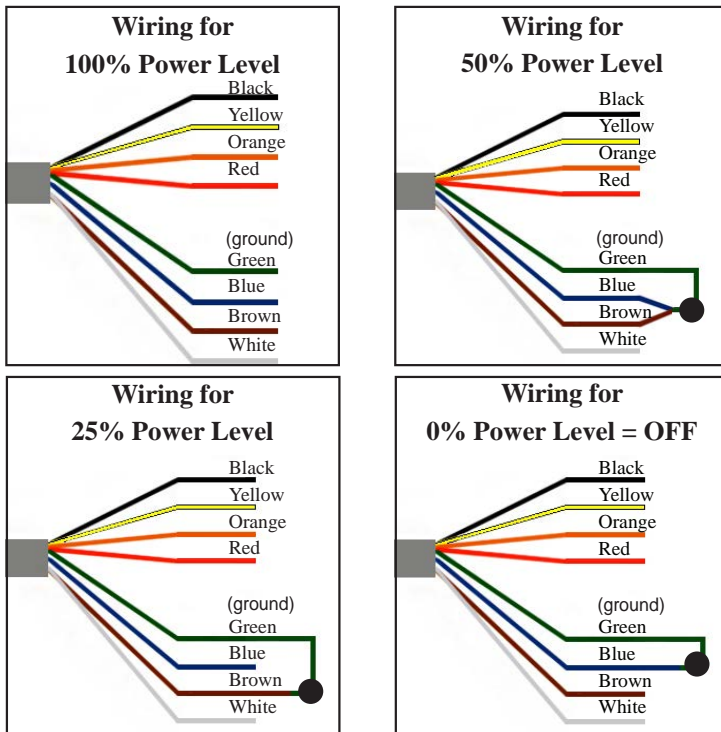 Wiring for
100% Power Level
Black
Yellow
Orange
Red
(ground)
Green
Blue
Brown
White
Wiring for
50% Power Level
Black
Yellow
Orange
Red
(ground)
Green
Blue
Brown
White
Wiring for
25% Power Level
Black
Yellow
Orange
Red
(ground)
Green
Blue
Brown
White
Wiring for
0% Power Level = OFF
Black
Yellow
Orange
Red
(ground)
Green
Blue
Brown
White